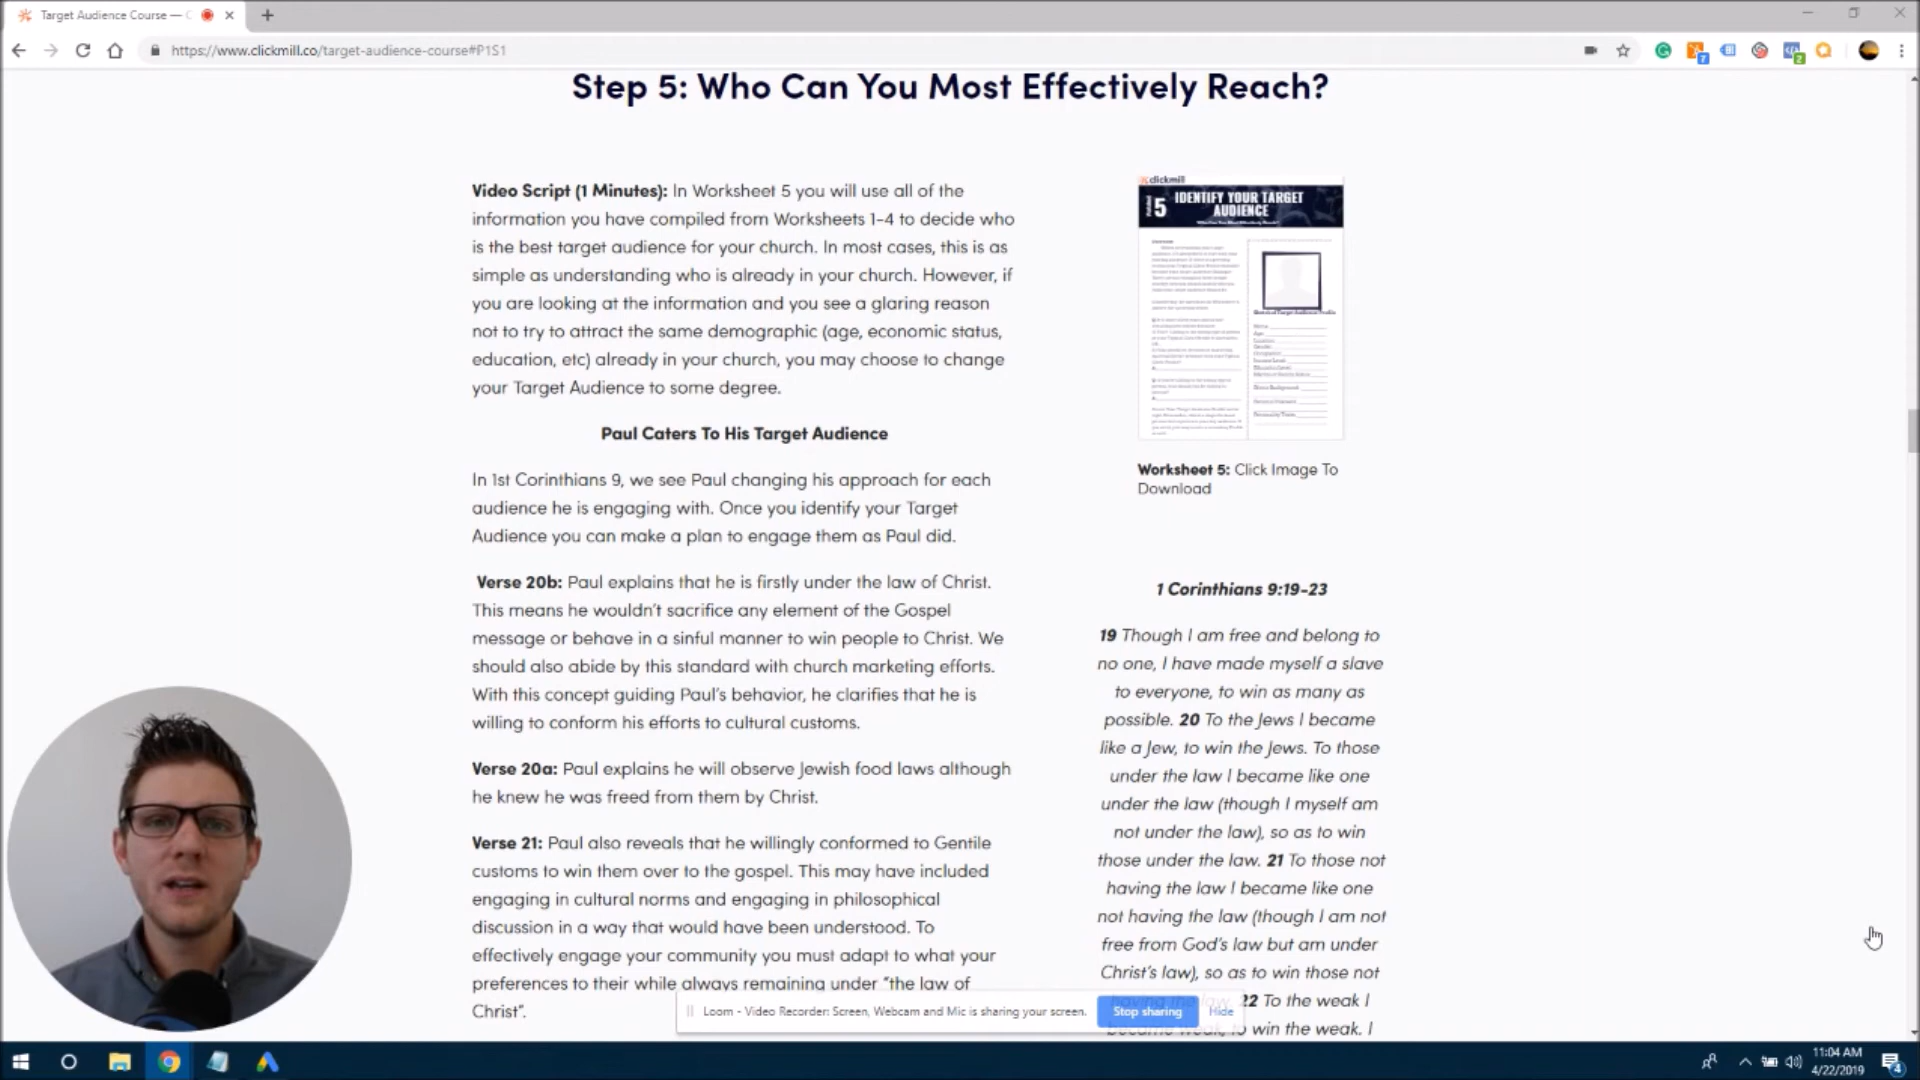 Target Audience Course — C
https://www.clickmill.co/target-audience-course#P1S1
7
2
Step 5: Who Can You Most Effectively Reach?
Video Script (1 Minutes): In Worksheet 5 you will use all of the
information you have compiled from Worksheets 1-4 to decide who
is the best target audience for your church. In most cases, this is as
simple as understanding who is already in your church. However, if
you are looking at the information and you see a glaring reason
not to try to attract the same demographic (age, economic status,
education, etc) already in your church, you may choose to change
your Target Audience to some degree.
Paul Caters To His Target Audience
In 1st Corinthians 9, we see Paul changing his approach for each
audience he is engaging with. Once you identify your Target
Audience you can make a plan to engage them as Paul did.
Verse 20b: Paul explains that he is firstly under the law of Christ.
This means he wouldn't sacrifice any element of the Gospel
message or behave in a sinful manner to win people to Christ. We
should also abide by this standard with church marketing efforts.
With this concept guiding Paul's behavior, he clarifies that he is
willing to conform his efforts to cultural customs.
Verse 20a: Paul explains he will observe Jewish food laws although
he knew he was freed from them by Christ.
Verse 21: Paul also reveals that he willingly conformed to Gentile
customs to win them over to the gospel. This may have included
engaging in cultural norms and engaging in philosophical
discussion in a way that would have been understood. To
effectively engage your community you must adapt to what your
preferences to their while always remaining under "the law of
Christ".
clickmill
5 IDENTIFY YOUR TARGET
AUDIENCE
Worksheet 5: Click Image To
Download
1 Corinthians 9:19-23
19 Though I am free and belong to
no one, I have made myself a slave
to everyone, to win as many as
possible. 20 To the Jews I became
like a Jew, to win the Jews. To those
under the law I became like one
under the law (though I myself am
not under the law), so as to win
those under the law. 21 To those not
having the law I became like one
not having the law (though I am not
free from God's law but am under
Christ's law), so as to win those not
having the law. 22 To the weak I
became weak, to win the weak. I
Loom - Video Recorder: Screen, Webcam and Mic is sharing your screen.
Stop sharing
Hide
11:04 AM
4/22/2019
4